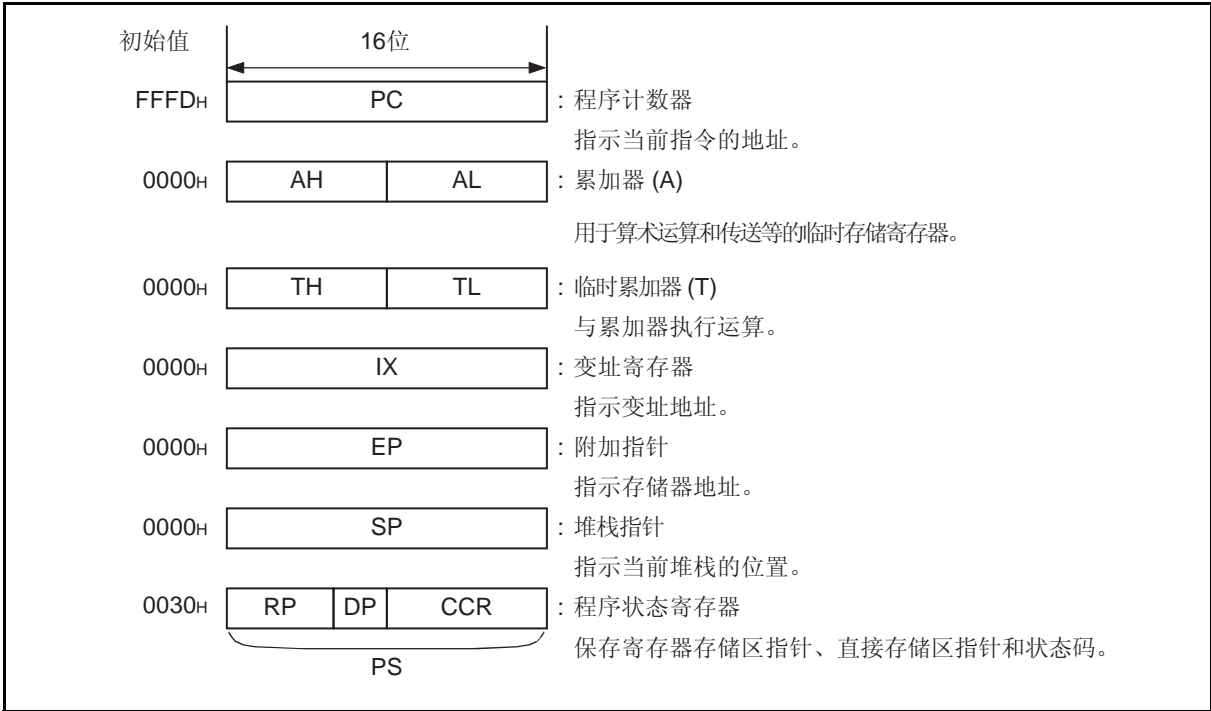 初始值 16位
FFFDH PC : 程序计数器
指示当前指令的地址。
0000H AH AL : 累加器 (A)
用于算术运算和传送等的临时存储寄存器。
0000H TH TL : 临时累加器 (T)
与累加器执行运算。
0000H IX : 变址寄存器
指示变址地址。
0000H EP : 附加指针
指示存储器地址。
0000H SP : 堆栈指针
指示当前堆栈的位置。
0030H RP DP CCR : 程序状态寄存器
保存寄存器存储区指针、直接存储区指针和状态码。
PS